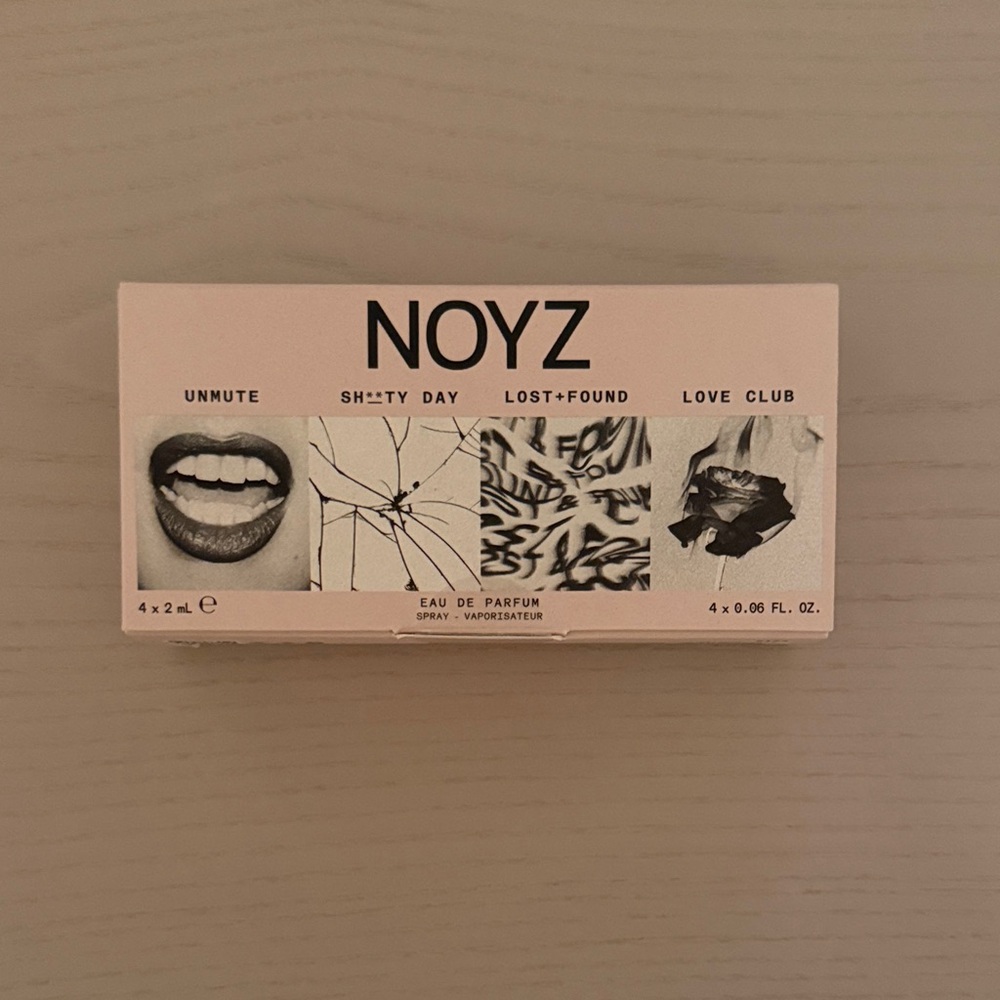 NOYZ
UNMUTE SH**TY DAY LOST+FOUND LOVE CLUB
4 x 2 mL ℮ EAU DE PARFUM 4 x 0.06 FL. OZ.
SPRAY - VAPORISATEUR